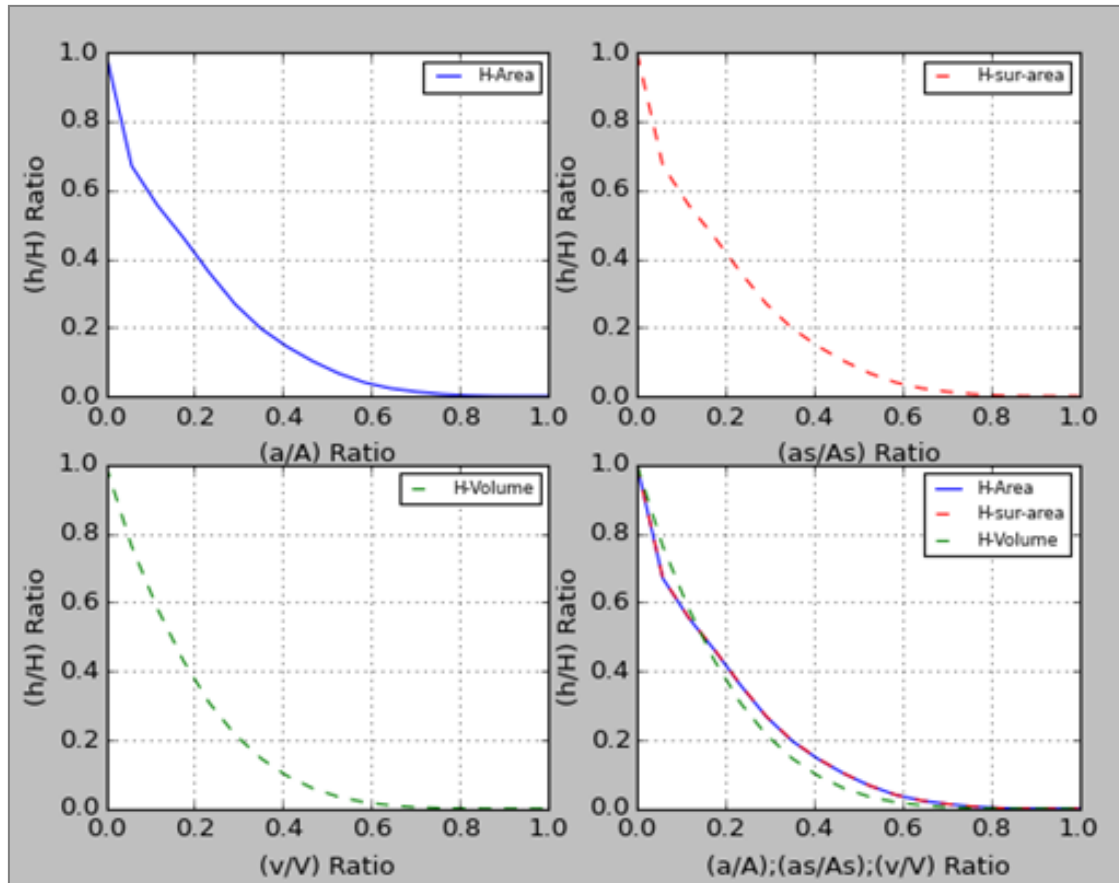 1.0
0.8
0.6
0.4
0.2
0.0
(h/H) Ratio
H-Area
0.0 0.2 0.4 0.6 0.8 1.0
(a/A) Ratio
1.0
0.8
0.6
0.4
0.2
0.0
(h/H) Ratio
H-sur-area
0.0 0.2 0.4 0.6 0.8 1.0
(as/As) Ratio
1.0
0.8
0.6
0.4
0.2
0.0
(h/H) Ratio
H-Volume
0.0 0.2 0.4 0.6 0.8 1.0
(v/V) Ratio
1.0
0.8
0.6
0.4
0.2
0.0
(h/H) Ratio
H-Area
H-sur-area
H-Volume
0.0 0.2 0.4 0.6 0.8 1.0
(a/A);(as/As);(v/V) Ratio